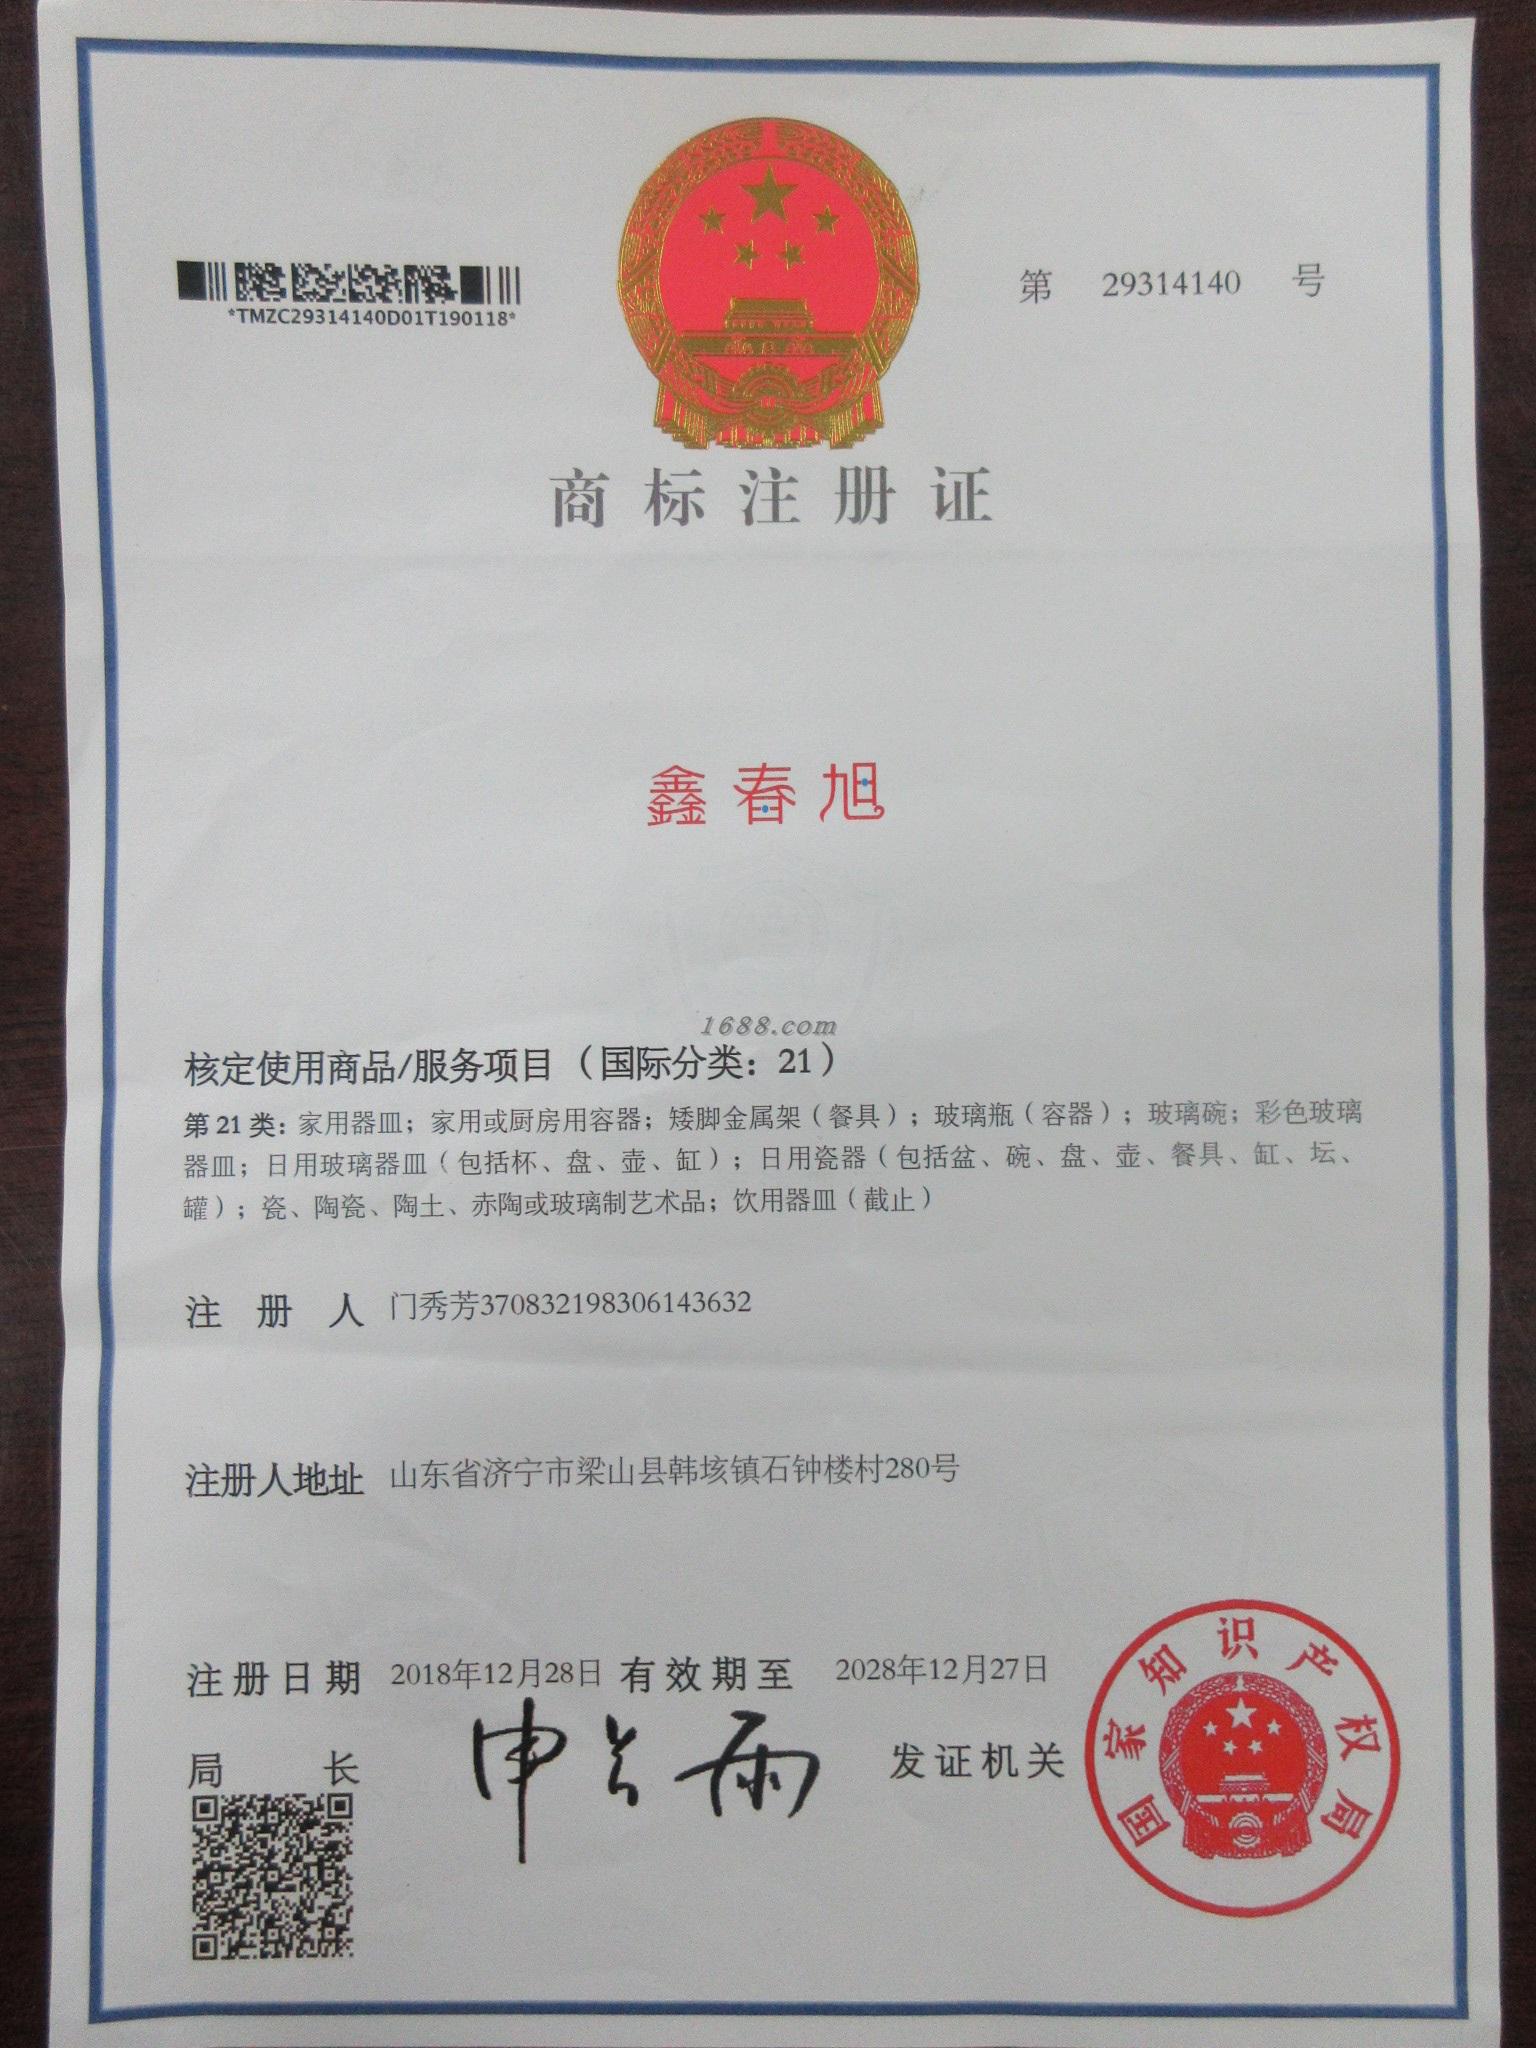 *TMZC29314140D01T190118*
第 29314140 号
商标注册证
鑫春旭
1688.com
核定使用商品/服务项目（国际分类：21）
第 21 类：家用器皿；家用或厨房用容器；矮脚金属架（餐具）；玻璃瓶（容器）；玻璃碗；彩色玻璃
器皿；日用玻璃器皿（包括杯、盘、壶、缸）；日用瓷器（包括盆、碗、盘、壶、餐具、缸、坛、
罐）；瓷、陶瓷、陶土、赤陶或玻璃制艺术品；饮用器皿（截止）
注 册 人 门秀芳370832198306143632
注册人地址 山东省济宁市梁山县韩垓镇石钟楼村280号
注册日期 2018年12月28日 有效期至 2028年12月27日
局 长 申长雨 发证机关
国家知识产权局